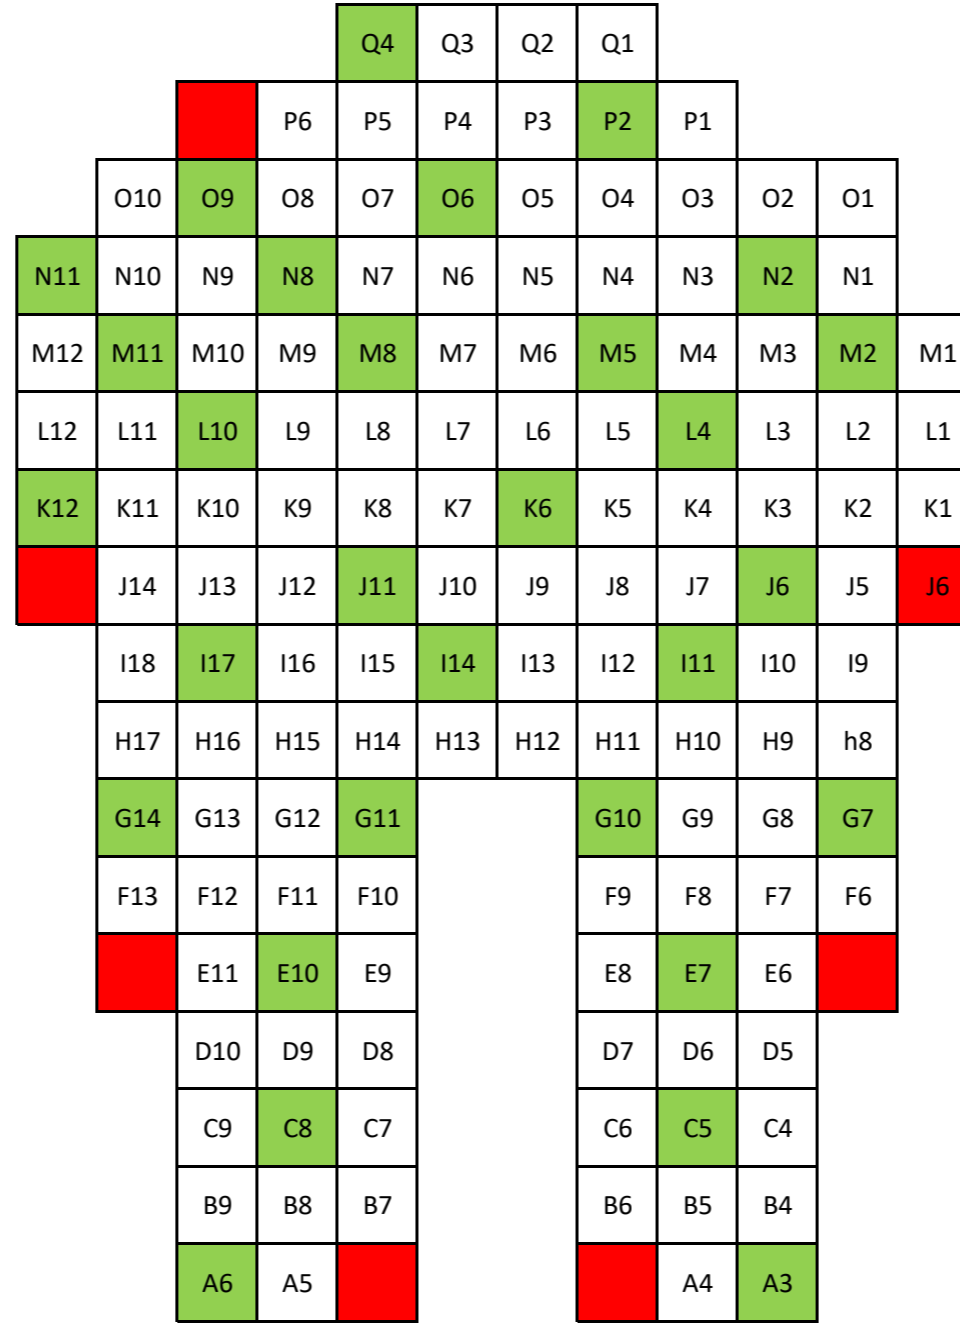 Q4 Q3 Q2 Q1
P6 P5 P4 P3 P2 P1
O10 O9 O8 O7 O6 O5 O4 O3 O2 O1
N11 N10 N9 N8 N7 N6 N5 N4 N3 N2 N1
M12 M11 M10 M9 M8 M7 M6 M5 M4 M3 M2 M1
L12 L11 L10 L9 L8 L7 L6 L5 L4 L3 L2 L1
K12 K11 K10 K9 K8 K7 K6 K5 K4 K3 K2 K1
J14 J13 J12 J11 J10 J9 J8 J7 J6 J5 J6
I18 I17 I16 I15 I14 I13 I12 I11 I10 I9
H17 H16 H15 H14 H13 H12 H11 H10 H9 h8
G14 G13 G12 G11 G10 G9 G8 G7
F13 F12 F11 F10 F9 F8 F7 F6
E11 E10 E9 E8 E7 E6
D10 D9 D8 D7 D6 D5
C9 C8 C7 C6 C5 C4
B9 B8 B7 B6 B5 B4
A6 A5 A4 A3